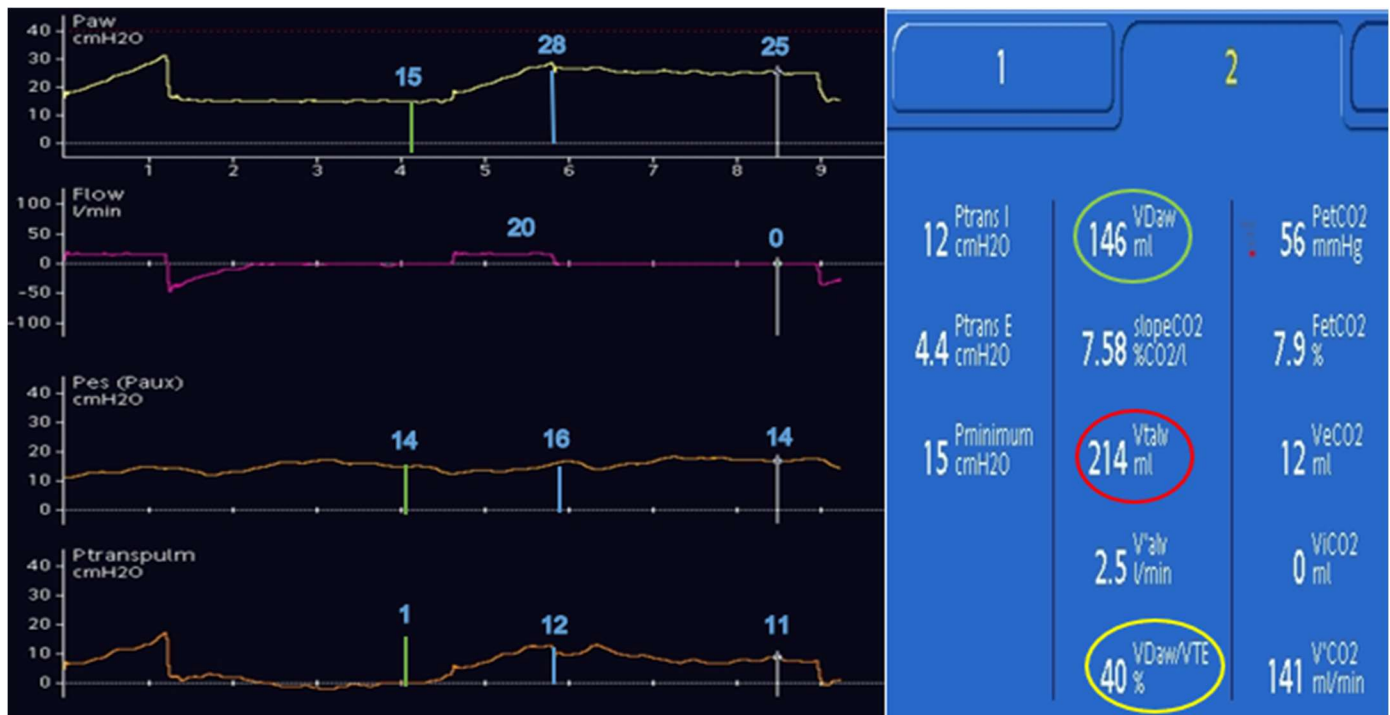 Paw
cmH2O
40
30
20
10
0
15
28
25
1 2 3 4 5 6 7 8 9
Flow
l/min
100
50
0
-50
-100
20
0
Pes (Paux)
cmH2O
40
30
20
10
0
14
16
14
Ptranspulm
cmH2O
40
30
20
10
0
1
12
11
1
2
12 Ptrans I cmH2O
4.4 Ptrans E cmH2O
15 Pminimum cmH2O
146 VDaw ml
7.58 slopeCO2 %CO2/l
214 Vtalv ml
2.5 V'alv l/min
40 VDaw/VTE %
56 PetCO2 mmHg
7.9 FetCO2 %
12 VeCO2 ml
0 ViCO2 ml
141 V'CO2 ml/min